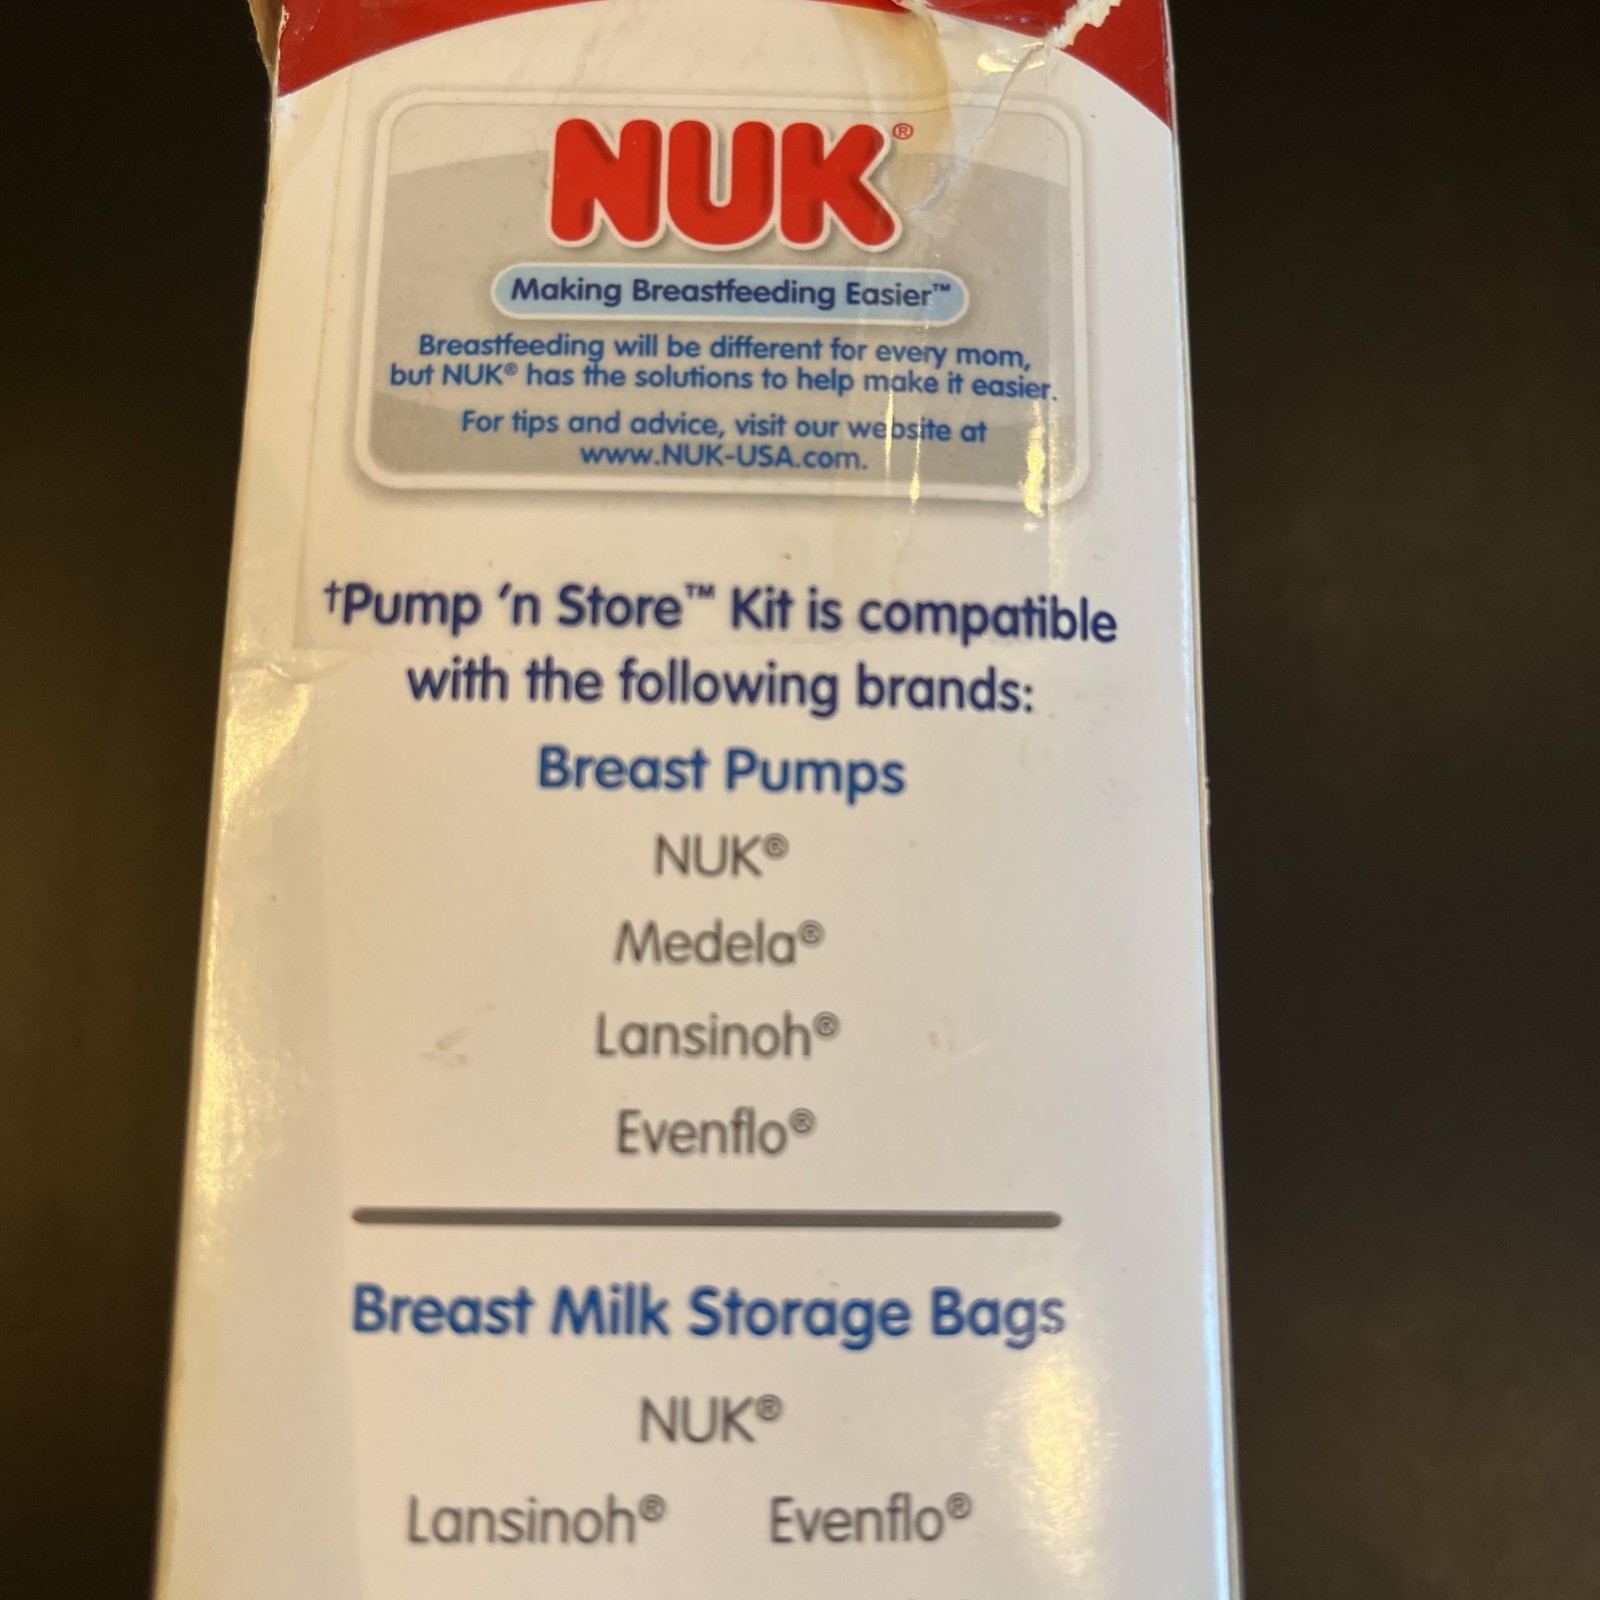 NUK®
Making Breastfeeding Easier™
Breastfeeding will be different for every mom,
but NUK® has the solutions to help make it easier.
For tips and advice, visit our website at
www.NUK-USA.com.
†Pump ’n Store™ Kit is compatible
with the following brands:
Breast Pumps
NUK®
Medela®
Lansinoh®
Evenflo®
Breast Milk Storage Bags
NUK®
Lansinoh® Evenflo®